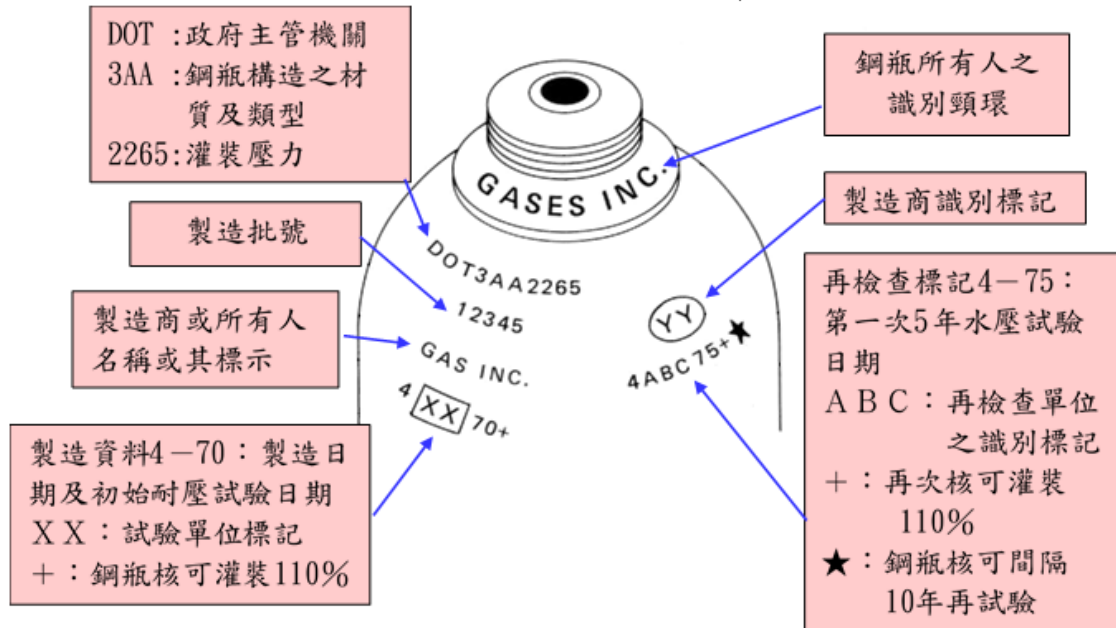 DOT :政府主管機關
3AA :鋼瓶構造之材
質及類型
2265:灌裝壓力
製造批號
製造商或所有人
名稱或其標示
製造資料4－70：製造日
期及初始耐壓試驗日期
ＸＸ：試驗單位標記
＋：鋼瓶核可灌裝110%
GASES INC.
DOT3AA2265
12345
GAS INC.
4 XX 70+
YY
4ABC75+★
鋼瓶所有人之
識別頸環
製造商識別標記
再檢查標記4－75：
第一次5年水壓試驗
日期
ＡＢＣ：再檢查單位
之識別標記
＋：再次核可灌裝
110%
★：鋼瓶核可間隔
10年再試驗